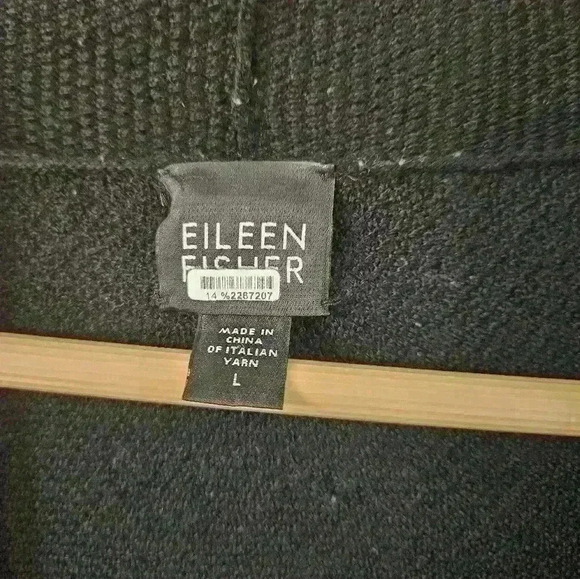 EILEEN
FISHER
14 %2287207
MADE IN
CHINA
OF ITALIAN
YARN
L